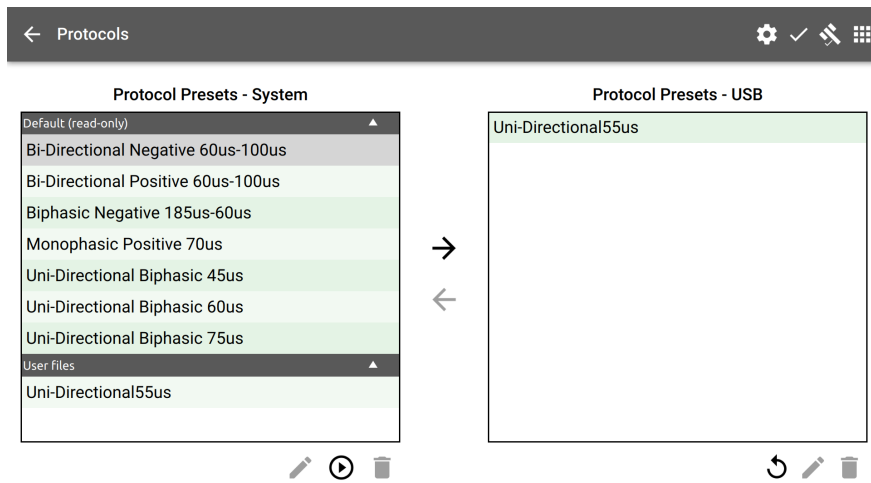 Protocols
Protocol Presets - System
Default (read-only)
Bi-Directional Negative 60us-100us
Bi-Directional Positive 60us-100us
Biphasic Negative 185us-60us
Monophasic Positive 70us
Uni-Directional Biphasic 45us
Uni-Directional Biphasic 60us
Uni-Directional Biphasic 75us
User files
Uni-Directional55us
Protocol Presets - USB
Uni-Directional55us